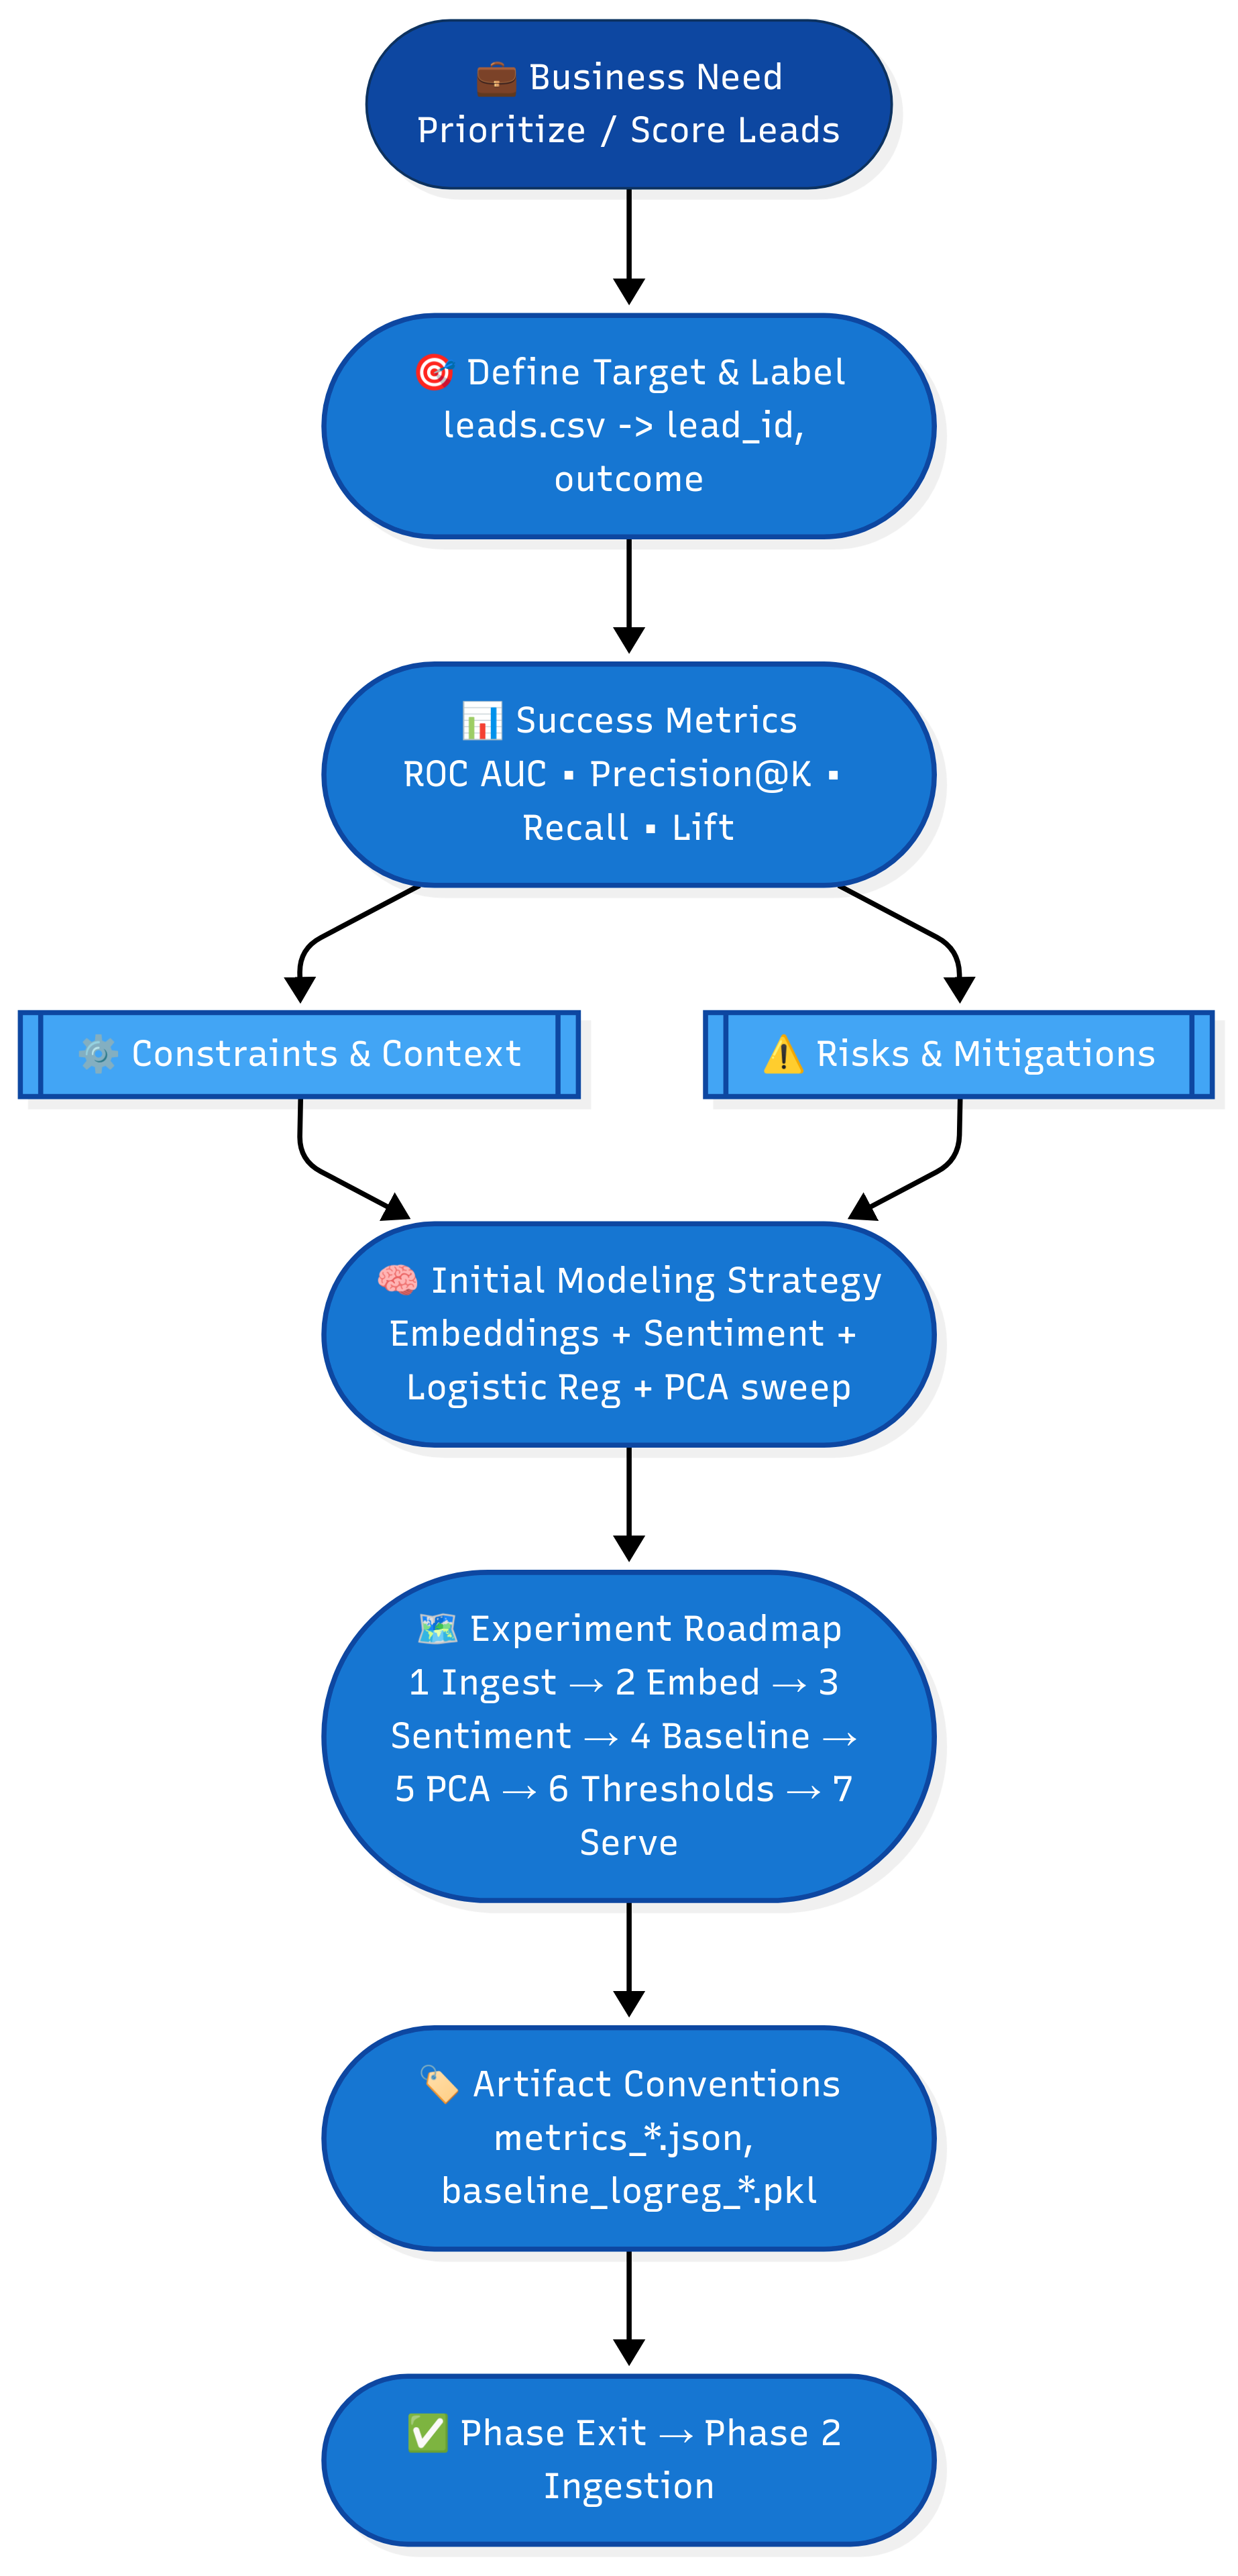 💼 Business Need
Prioritize / Score Leads
🎯 Define Target & Label
leads.csv -> lead_id,
outcome
📊 Success Metrics
ROC AUC ▪ Precision@K ▪
Recall ▪ Lift
⚙️ Constraints & Context
⚠️ Risks & Mitigations
🧠 Initial Modeling Strategy
Embeddings + Sentiment +
Logistic Reg + PCA sweep
🗺️ Experiment Roadmap
1 Ingest → 2 Embed → 3
Sentiment → 4 Baseline →
5 PCA → 6 Thresholds → 7
Serve
🏷️ Artifact Conventions
metrics_*.json,
baseline_logreg_*.pkl
✅ Phase Exit → Phase 2
Ingestion